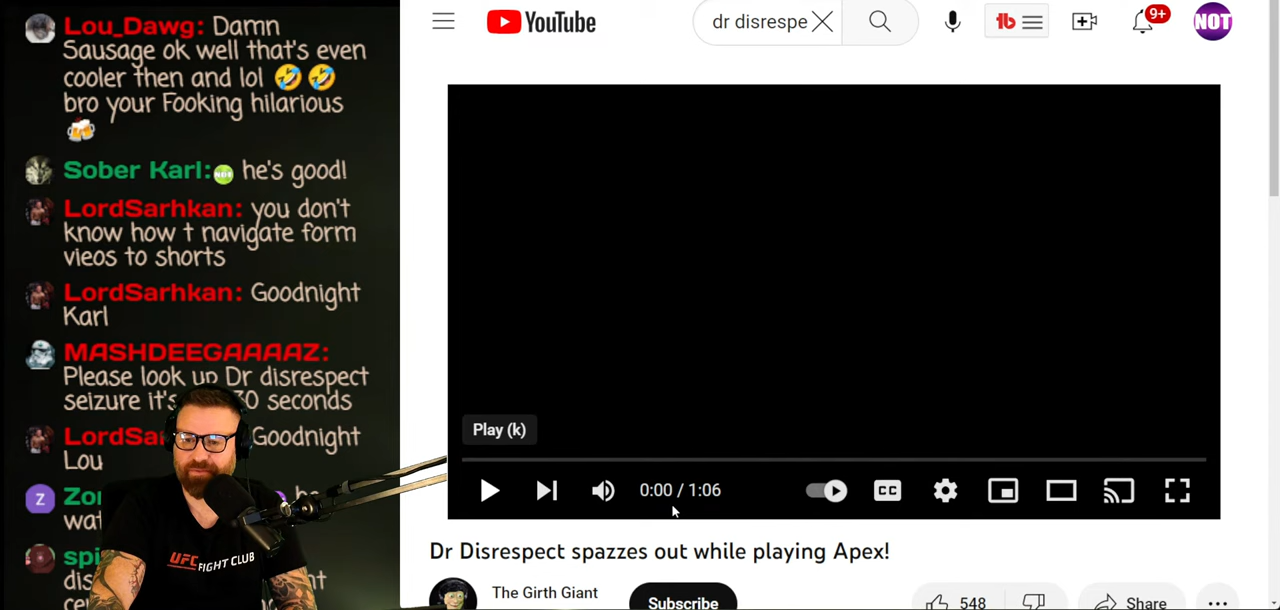 Lou_Dawg: Damn
Sausage ok well that's even
cooler then and lol 🤣🤣
bro your Fooking hilarious
🍻
Sober Karl: he's good!
LordSarhkan: you don't
know how t navigate form
vieos to shorts
LordSarhkan: Goodnight
Karl
MASHDEEGAAAAZ:
Please look up Dr disrespect
seizure it's 30 seconds
LordSa Goodnight
Lou
Z
UFC FIGHT CLUB
YouTube
dr disrespe
9+
NOT
Play (k)
0:00 / 1:06
CC
Dr Disrespect spazzes out while playing Apex!
The Girth Giant
Subscribe
548
Share